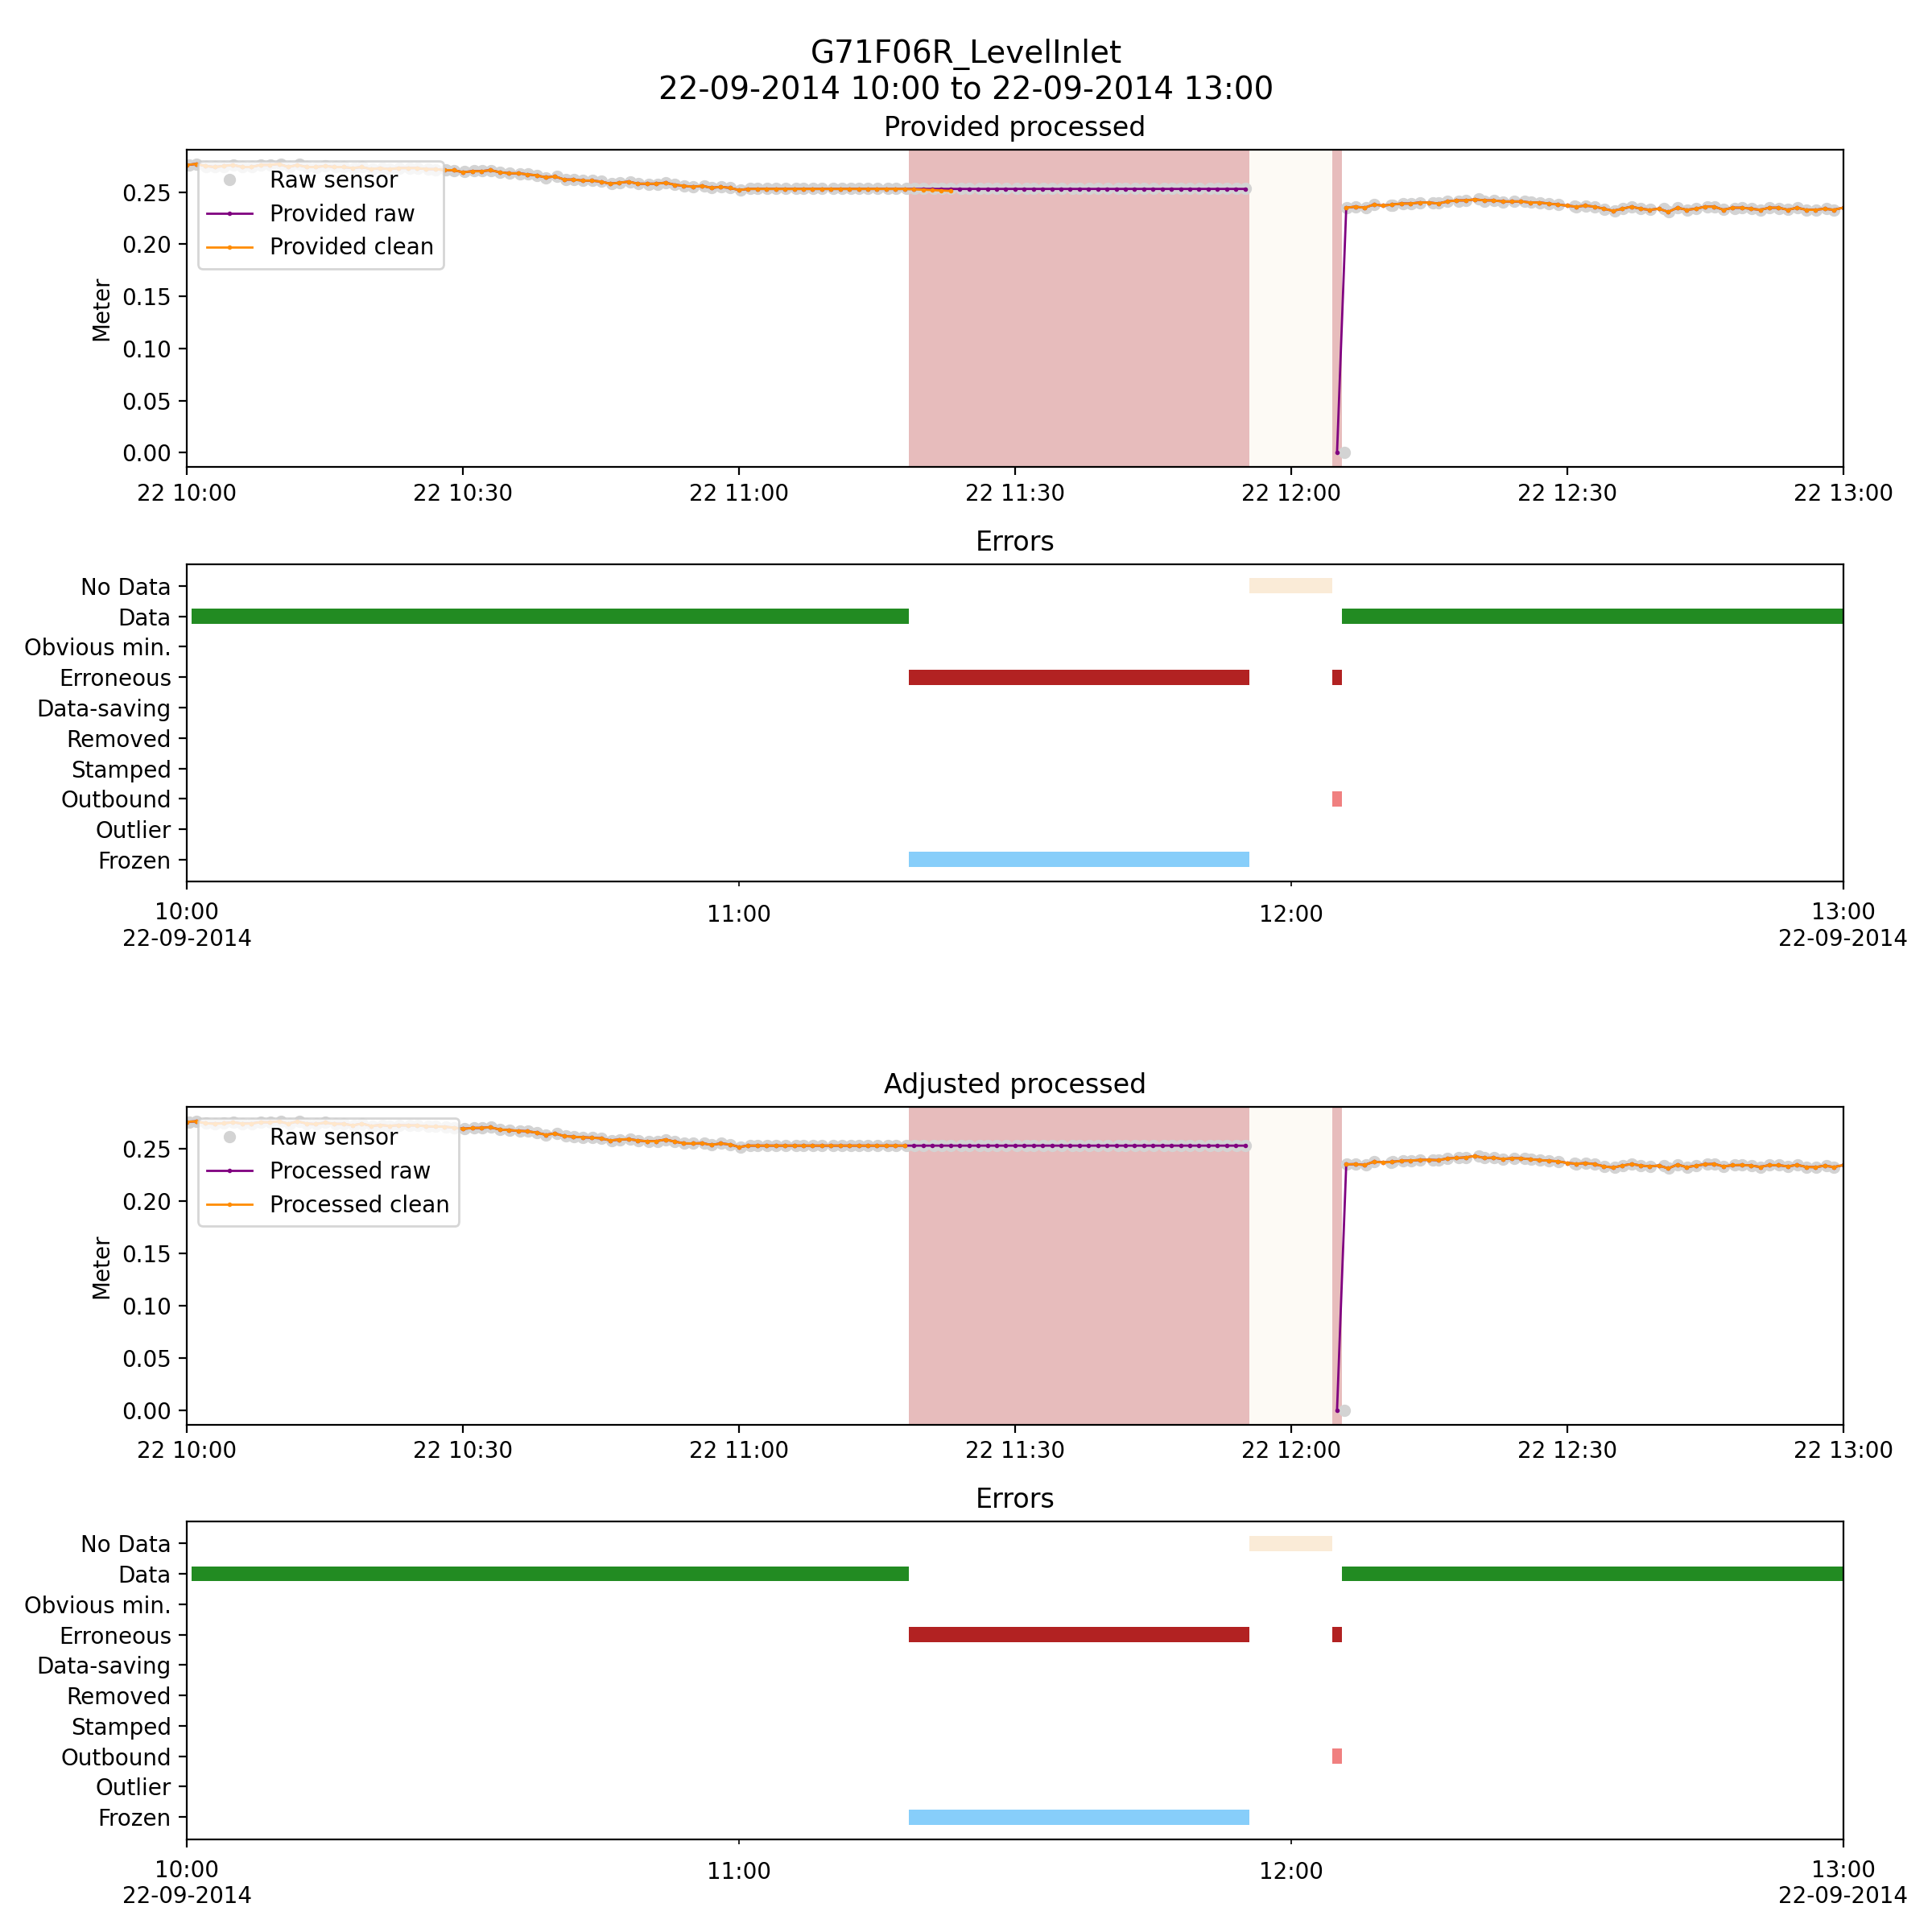 G71F06R_LevelInlet
22-09-2014 10:00 to 22-09-2014 13:00
Provided processed
Meter
0.25
0.20
0.15
0.10
0.05
0.00
Raw sensor
Provided raw
Provided clean
22 10:00 22 10:30 22 11:00 22 11:30 22 12:00 22 12:30 22 13:00
Errors
No Data
Data
Obvious min.
Erroneous
Data-saving
Removed
Stamped
Outbound
Outlier
Frozen
10:00 11:00 12:00 13:00
22-09-2014 22-09-2014
Adjusted processed
Meter
0.25
0.20
0.15
0.10
0.05
0.00
Raw sensor
Processed raw
Processed clean
22 10:00 22 10:30 22 11:00 22 11:30 22 12:00 22 12:30 22 13:00
Errors
No Data
Data
Obvious min.
Erroneous
Data-saving
Removed
Stamped
Outbound
Outlier
Frozen
10:00 11:00 12:00 13:00
22-09-2014 22-09-2014